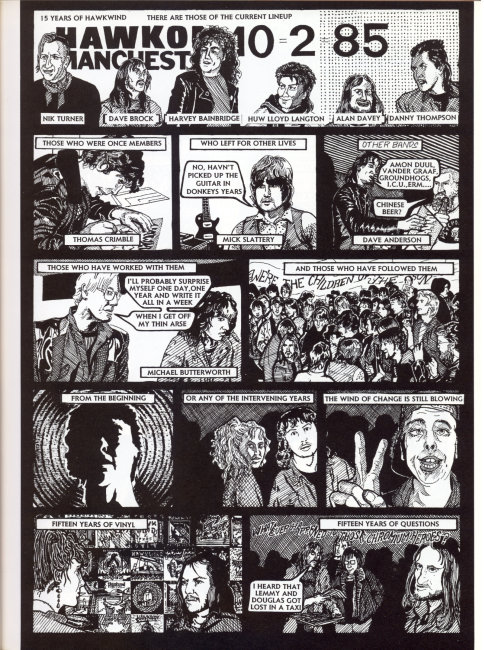 15 YEARS OF HAWKWIND
THERE ARE THOSE OF THE CURRENT LINEUP
10-2-85
NIK TURNER
DAVE BROCK
HARVEY BAINBRIDGE
HUW LLOYD LANGTON
ALAN DAVEY
DANNY THOMPSON
THOSE WHO WERE ONCE MEMBERS
THOMAS CRIMBLE
WHO LEFT FOR OTHER LIVES
NO, HAVN'T
PICKED UP THE
GUITAR IN
DONKEYS YEARS
MICK SLATTERY
OTHER BANDS
AMON DUUL,
VANDER GRAAF,
GROUNDHOGS,
I.C.U.,ERM....
CHINESE
BEER?
DAVE ANDERSON
THOSE WHO HAVE WORKED WITH THEM
I'LL PROBABLY SURPRISE
MYSELF ONE DAY,ONE
YEAR AND WRITE IT
ALL IN A WEEK
WHEN I GET OFF
MY THIN ARSE
MICHAEL BUTTERWORTH
AND THOSE WHO HAVE FOLLOWED THEM
WE'RE THE CHILDREN OF THE SUN
FROM THE BEGINNING
OR ANY OF THE INTERVENING YEARS
THE WIND OF CHANGE IS STILL BLOWING
FIFTEEN YEARS OF VINYL
FIFTEEN YEARS OF QUESTIONS
I HEARD THAT
LEMMY AND
DOUGLAS GOT
LOST IN A TAXI